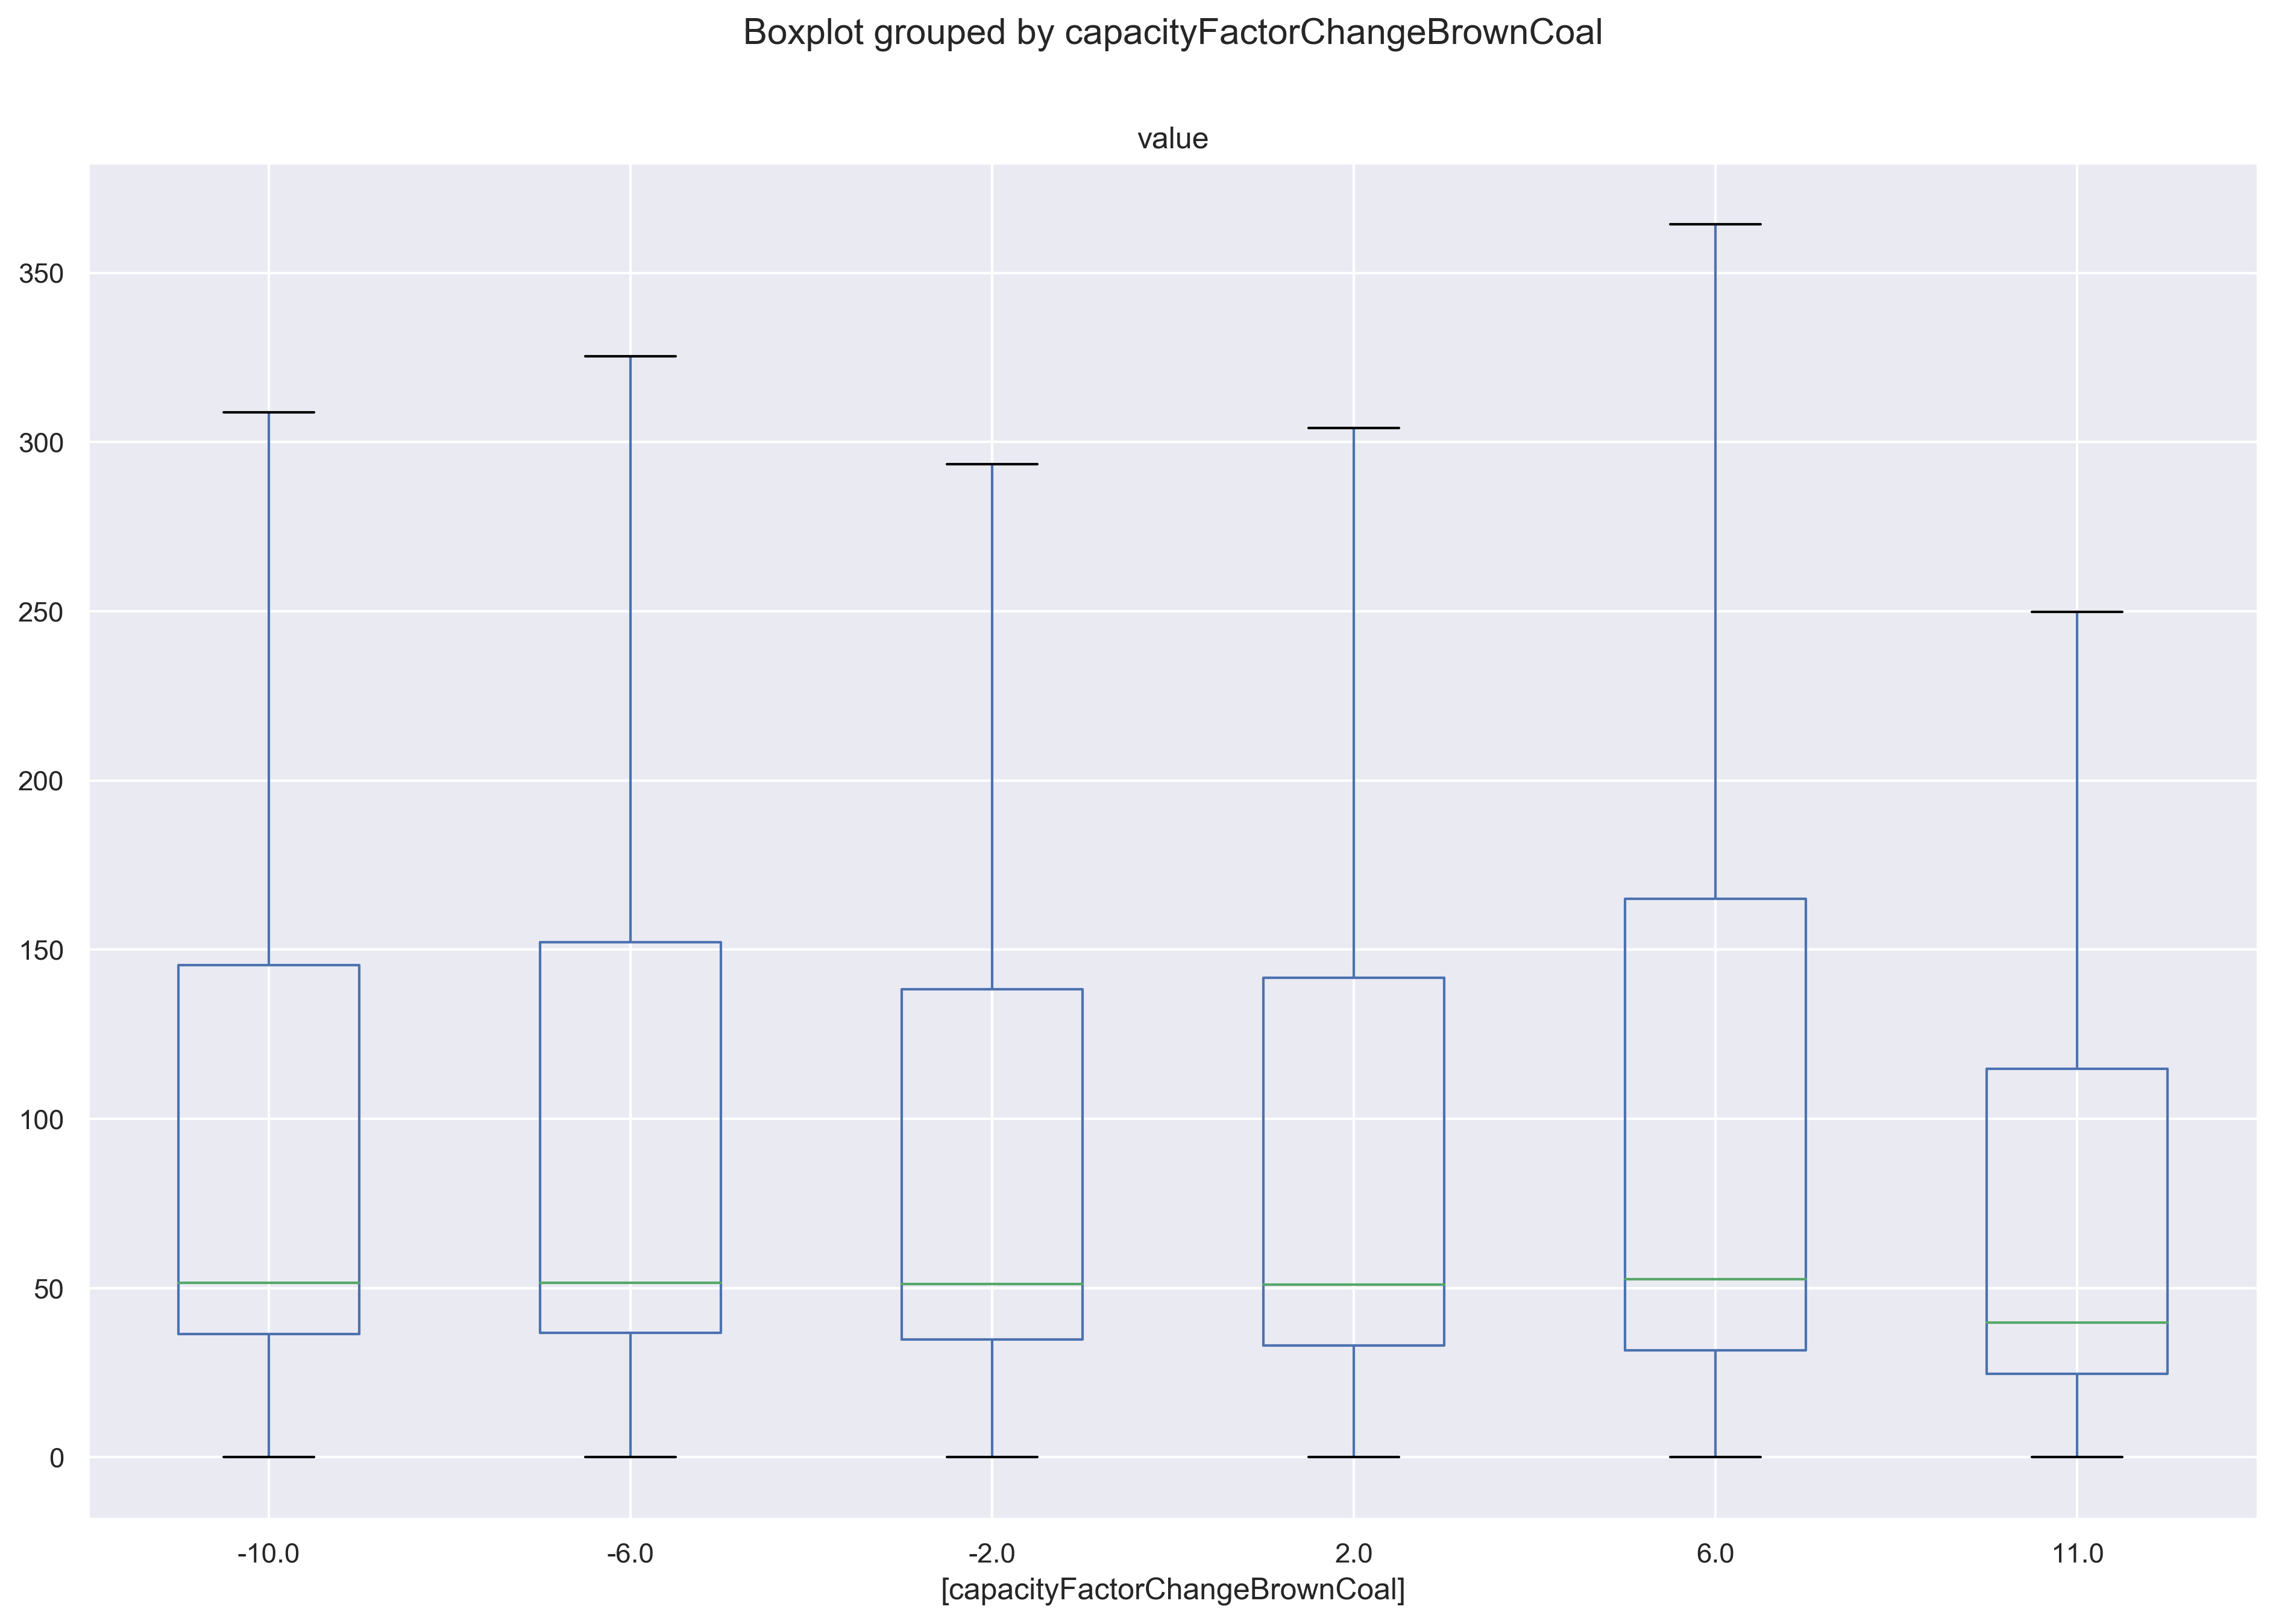 Boxplot grouped by capacityFactorChangeBrownCoal
value
350
300
250
200
150
100
50
0
-10.0 -6.0 -2.0 2.0 6.0 11.0
[capacityFactorChangeBrownCoal]